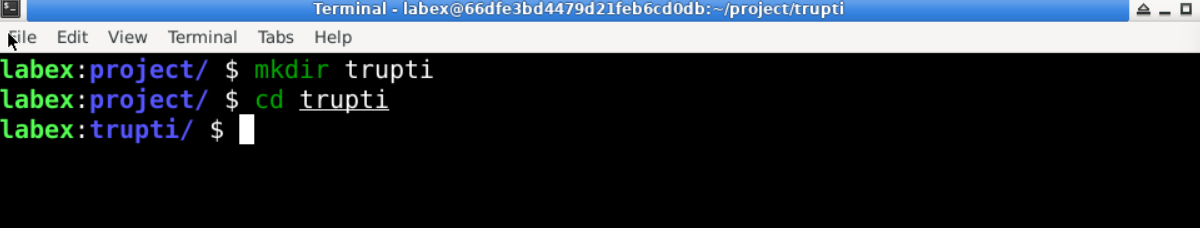 Terminal - labex@66dfe3bd4479d21feb6cd0db:~/project/trupti
File Edit View Terminal Tabs Help
labex:project/ $ mkdir trupti
labex:project/ $ cd trupti
labex:trupti/ $